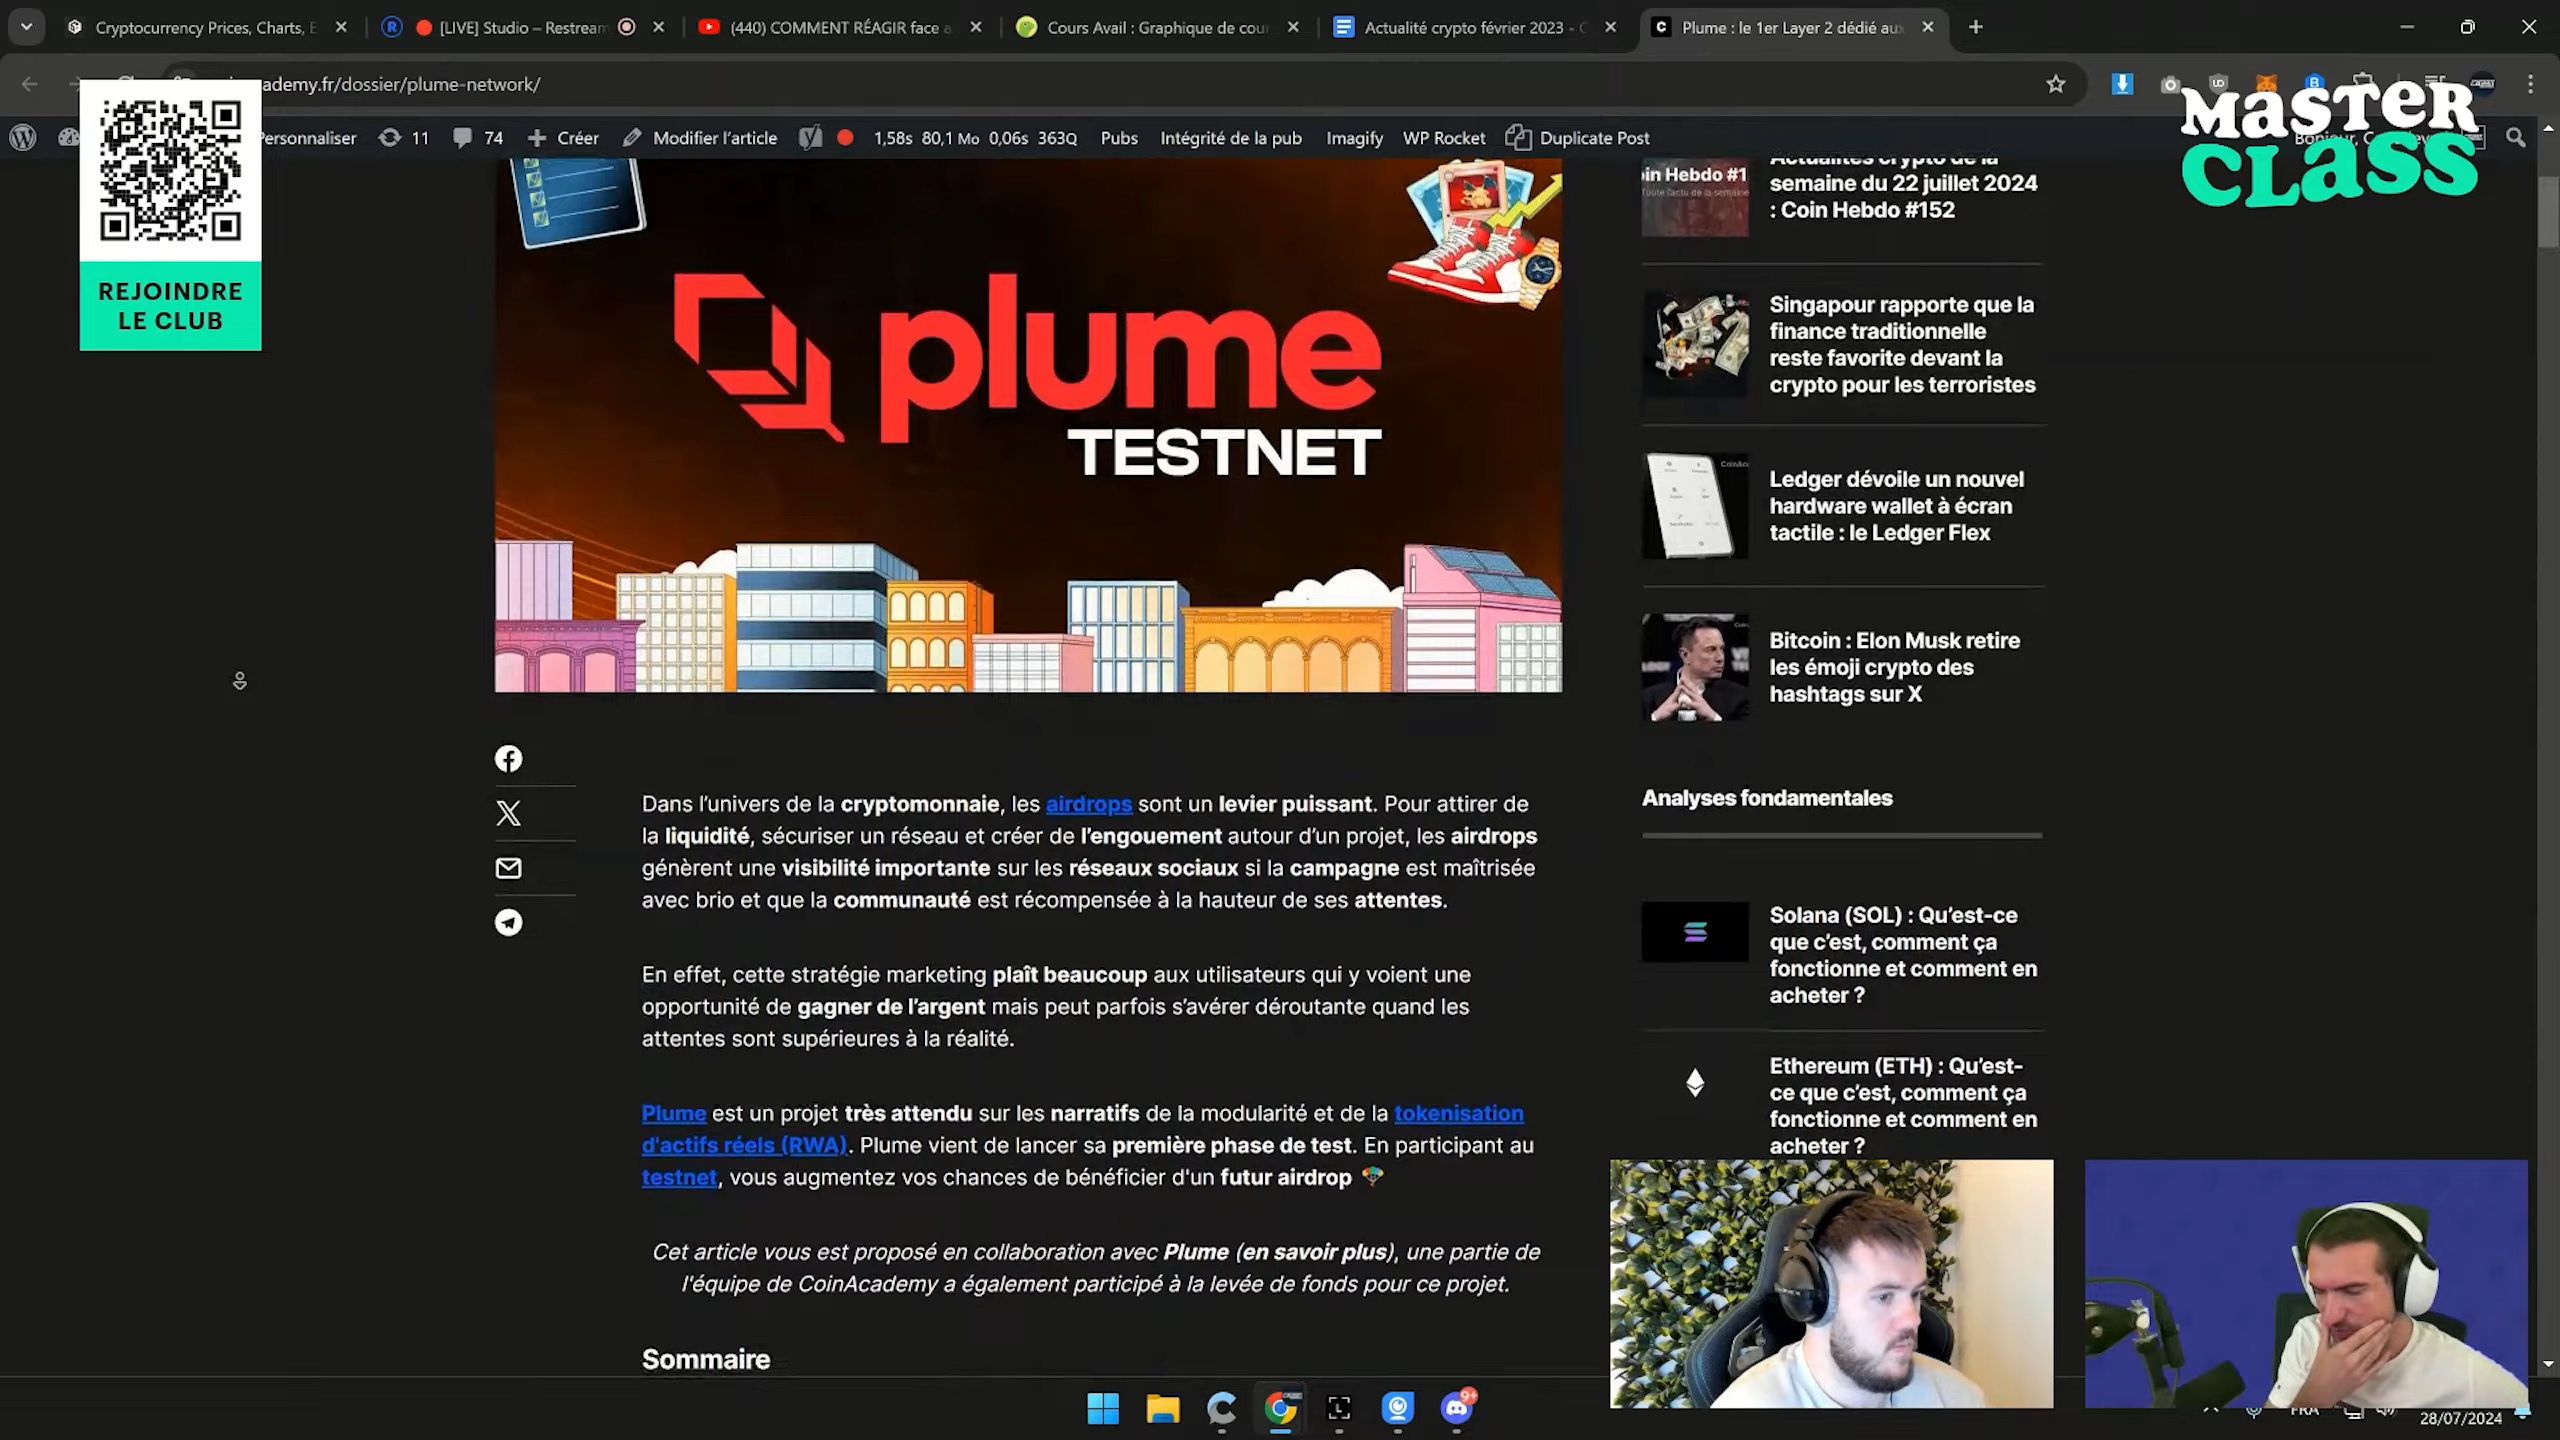 Cryptocurrency Prices, Charts, E
[LIVE] Studio – Restream
(440) COMMENT RÉAGIR face a
Cours Avail : Graphique de cou
Actualité crypto février 2023 -
Plume : le 1er Layer 2 dédié aux
ademy.fr/dossier/plume-network/
Personnaliser
11
74
Créer
Modifier l’article
1,58s 80,1 Mo 0,06s 363Q
Pubs
Intégrité de la pub
Imagify
WP Rocket
Duplicate Post
Bonjour,
MASTER
CLASS
REJOINDRE
LE CLUB
plume
TESTNET
in Hebdo #1
Toute l'actu de la semaine
Actualités crypto de la
semaine du 22 juillet 2024
: Coin Hebdo #152
Singapour rapporte que la
finance traditionnelle
reste favorite devant la
crypto pour les terroristes
Ledger dévoile un nouvel
hardware wallet à écran
tactile : le Ledger Flex
Bitcoin : Elon Musk retire
les émoji crypto des
hashtags sur X
Analyses fondamentales
Solana (SOL) : Qu’est-ce
que c’est, comment ça
fonctionne et comment en
acheter ?
Ethereum (ETH) : Qu’est-
ce que c’est, comment ça
fonctionne et comment en
acheter ?
Dans l’univers de la cryptomonnaie, les airdrops sont un levier puissant. Pour attirer de
la liquidité, sécuriser un réseau et créer de l’engouement autour d’un projet, les airdrops
génèrent une visibilité importante sur les réseaux sociaux si la campagne est maîtrisée
avec brio et que la communauté est récompensée à la hauteur de ses attentes.
En effet, cette stratégie marketing plaît beaucoup aux utilisateurs qui y voient une
opportunité de gagner de l’argent mais peut parfois s’avérer déroutante quand les
attentes sont supérieures à la réalité.
Plume est un projet très attendu sur les narratifs de la modularité et de la tokenisation
d'actifs réels (RWA). Plume vient de lancer sa première phase de test. En participant au
testnet, vous augmentez vos chances de bénéficier d'un futur airdrop 🪂
Cet article vous est proposé en collaboration avec Plume (en savoir plus), une partie de
l'équipe de CoinAcademy a également participé à la levée de fonds pour ce projet.
Sommaire
9+
FRA
28/07/2024